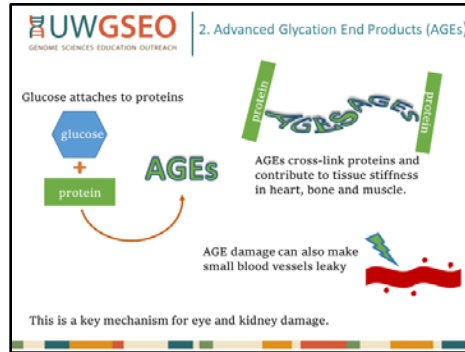 UWGSEO
GENOME SCIENCES EDUCATION OUTREACH
2. Advanced Glycation End Products (AGEs)
Glucose attaches to proteins
glucose
+
protein
AGEs
protein
AGES AGES
protein
AGEs cross-link proteins and
contribute to tissue stiffness
in heart, bone and muscle.
AGE damage can also make
small blood vessels leaky
This is a key mechanism for eye and kidney damage.